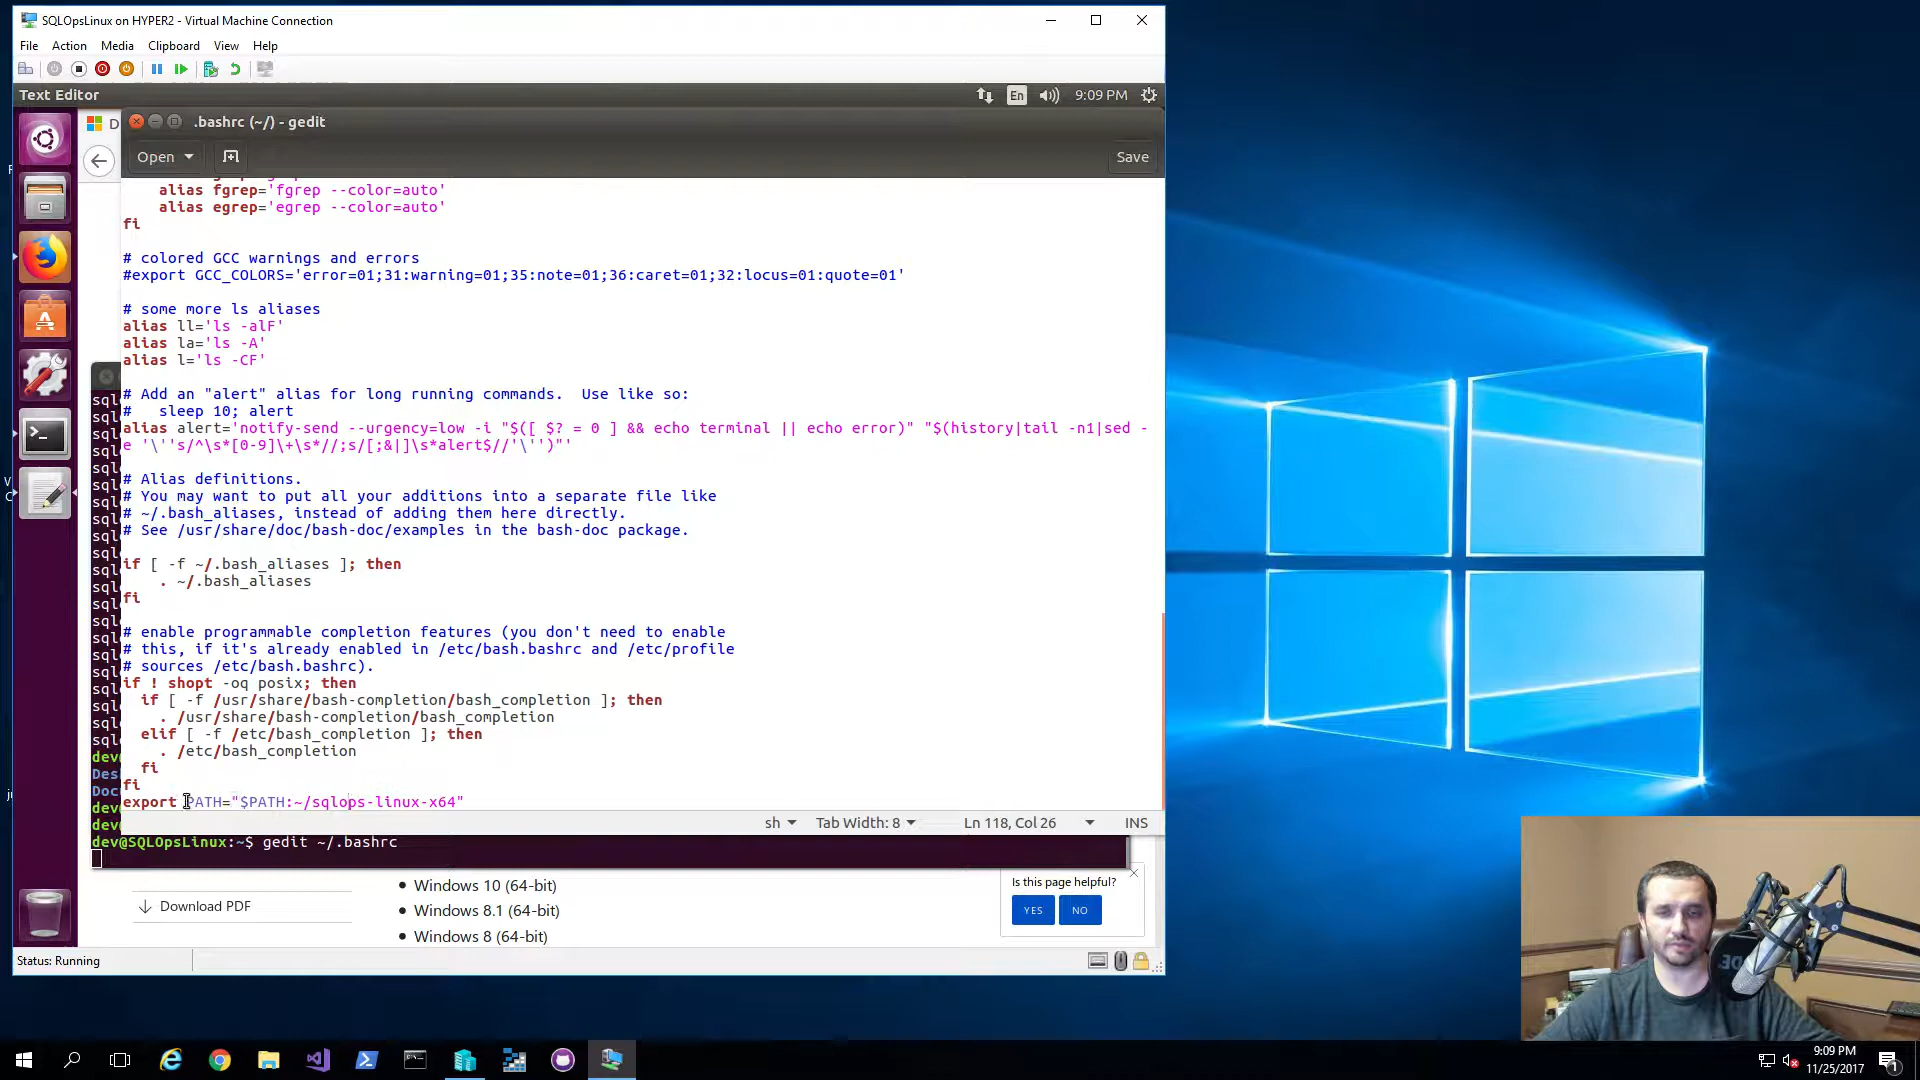 SQLOpsLinux on HYPER2 - Virtual Machine Connection
File Action Media Clipboard View Help
Text Editor
En
9:09 PM
D
.bashrc (~/) - gedit
Open
Save
alias fgrep='fgrep --color=auto'
alias egrep='egrep --color=auto'
fi
# colored GCC warnings and errors
#export GCC_COLORS='error=01;31:warning=01;35:note=01;36:caret=01;32:locus=01:quote=01'
# some more ls aliases
alias ll='ls -alF'
alias la='ls -A'
alias l='ls -CF'
# Add an "alert" alias for long running commands.  Use like so:
#   sleep 10; alert
alias alert='notify-send --urgency=low -i "$([ $? = 0 ] && echo terminal || echo error)" "$(history|tail -n1|sed -
e '\''s/^\s*[0-9]\+\s*//;s/[;&|]\s*alert$//'\'')"'
# Alias definitions.
# You may want to put all your additions into a separate file like
# ~/.bash_aliases, instead of adding them here directly.
# See /usr/share/doc/bash-doc/examples in the bash-doc package.
if [ -f ~/.bash_aliases ]; then
. ~/.bash_aliases
fi
# enable programmable completion features (you don't need to enable
# this, if it's already enabled in /etc/bash.bashrc and /etc/profile
# sources /etc/bash.bashrc).
if ! shopt -oq posix; then
if [ -f /usr/share/bash-completion/bash_completion ]; then
. /usr/share/bash-completion/bash_completion
elif [ -f /etc/bash_completion ]; then
. /etc/bash_completion
fi
fi
export PATH="$PATH:~/sqlops-linux-x64"
sh Tab Width: 8 Ln 118, Col 26 INS
dev@SQLOpsLinux:~$ gedit ~/.bashrc
Download PDF
Windows 10 (64-bit)
Windows 8.1 (64-bit)
Windows 8 (64-bit)
Is this page helpful?
YES NO
Status: Running
9:09 PM
11/25/2017
1